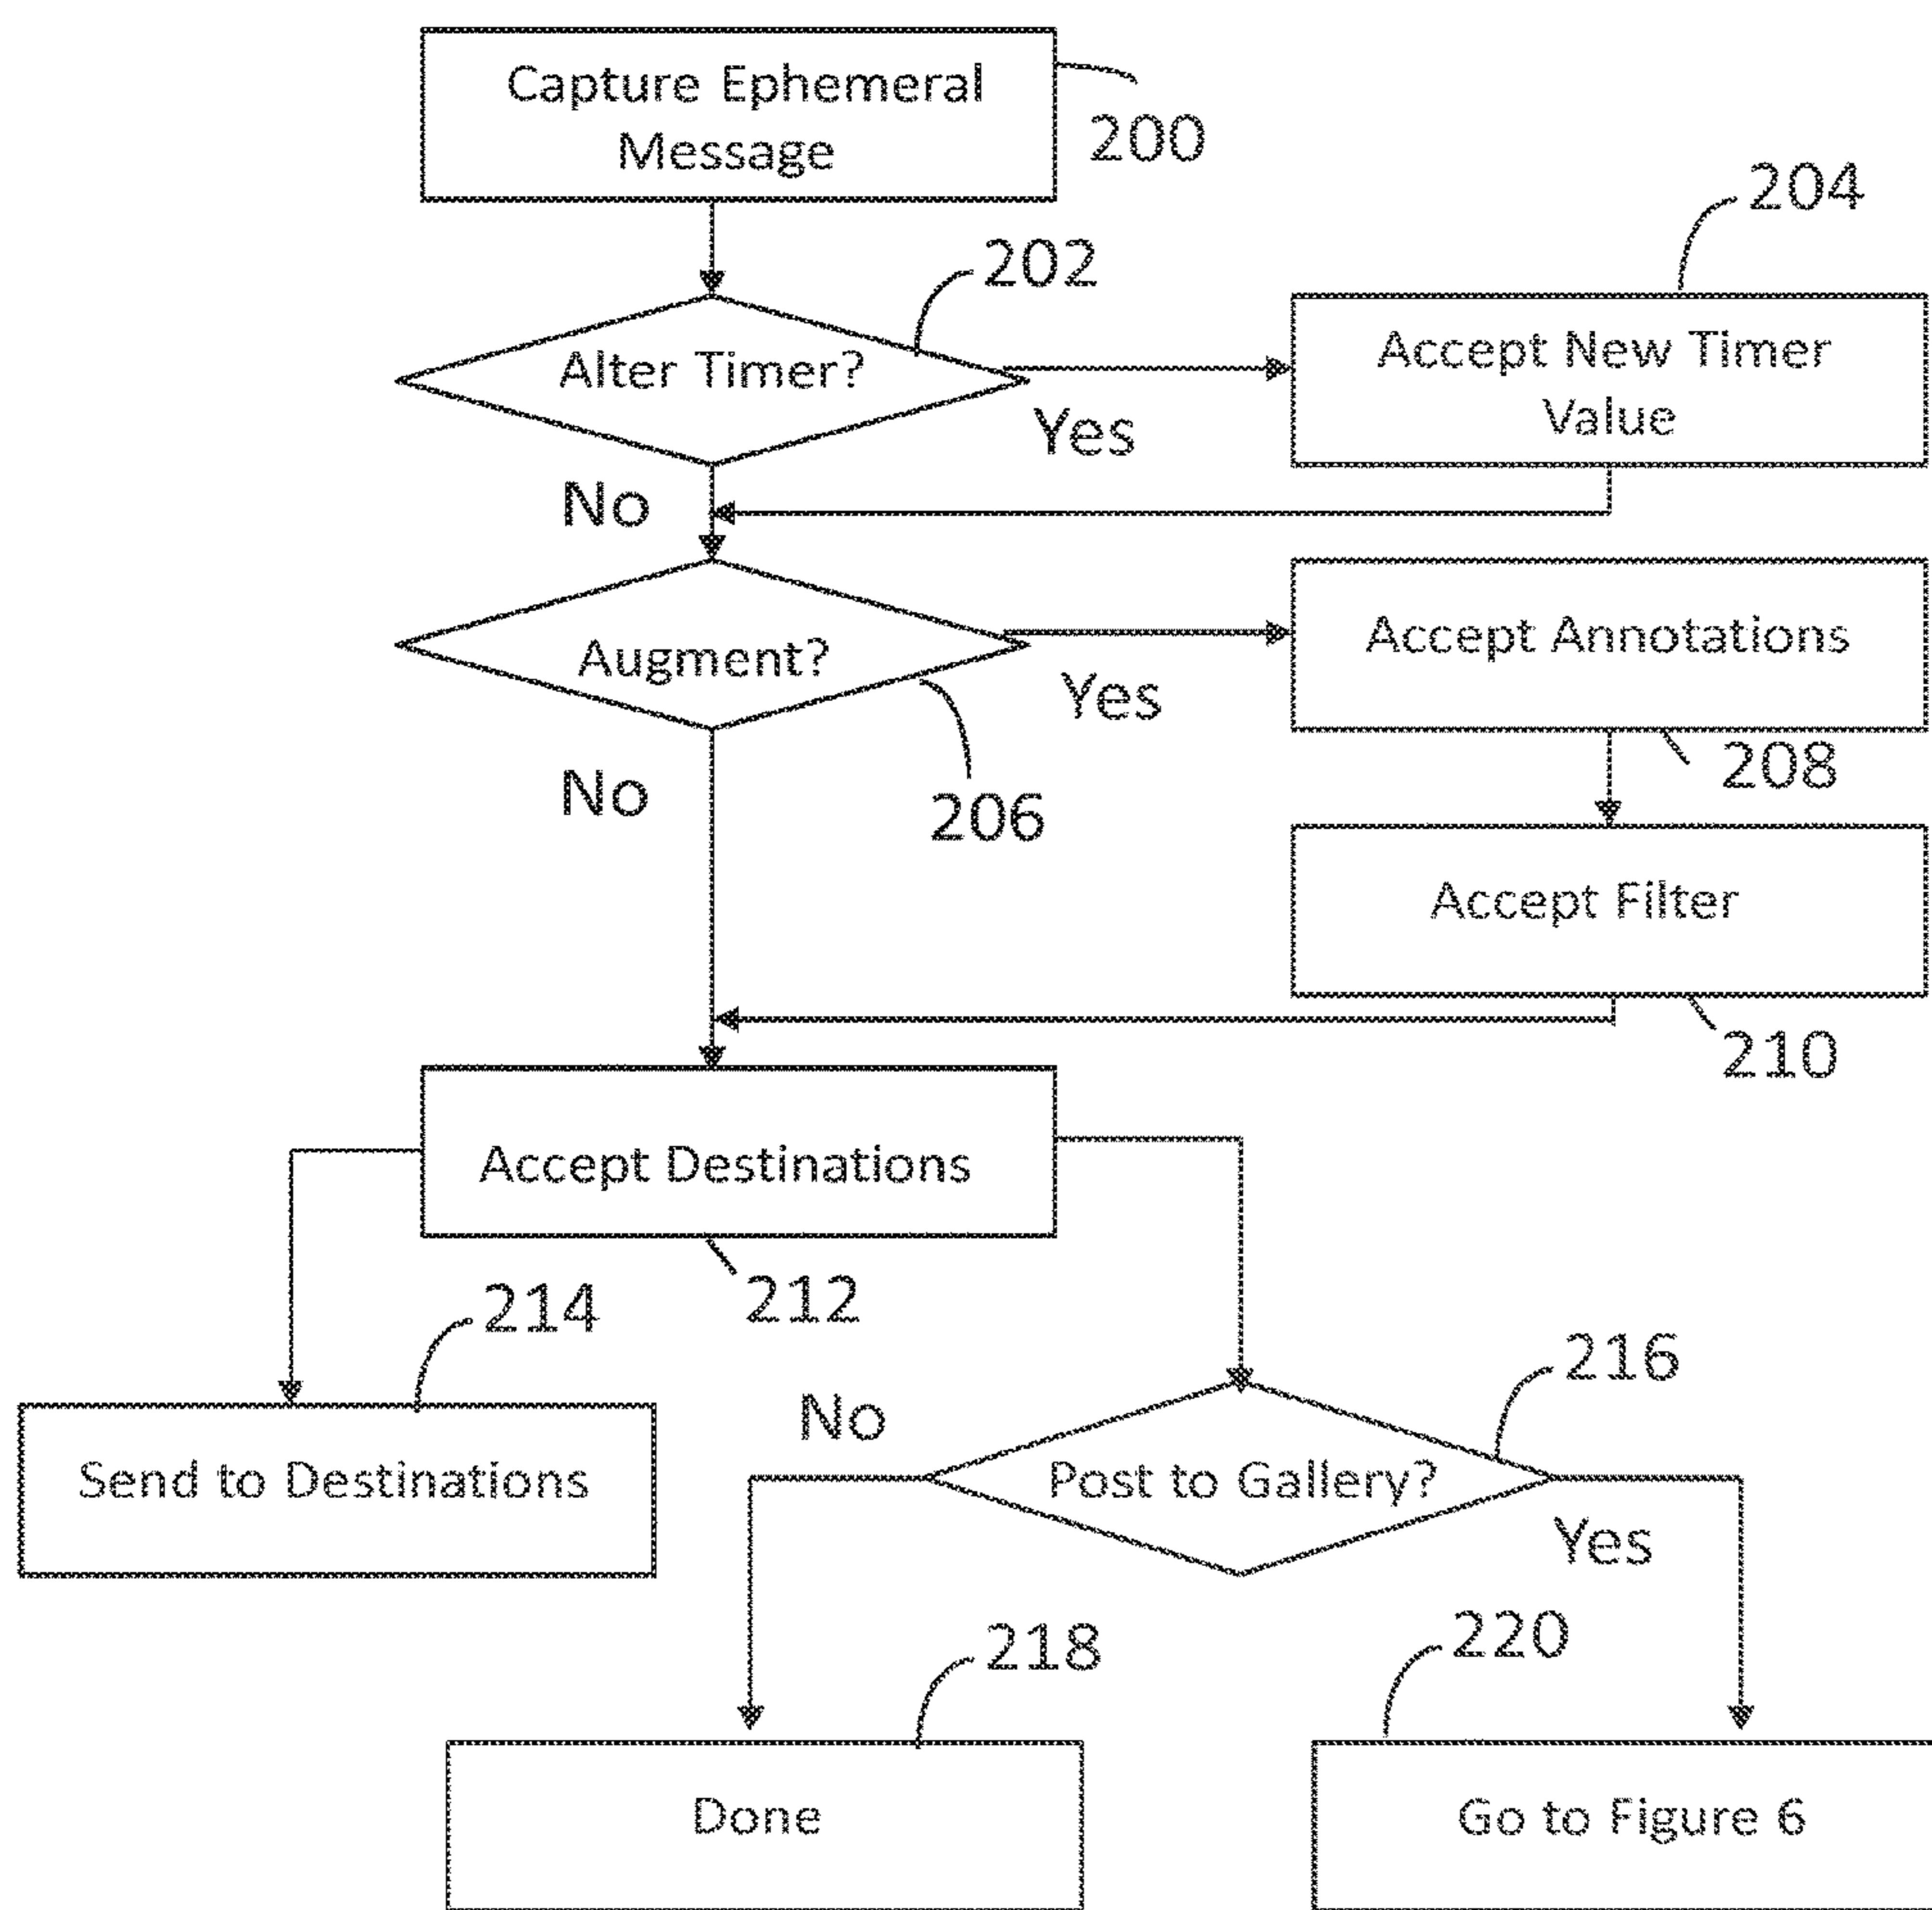 Capture Ephemeral
Message
200
202
204
Alter Timer?
Yes
Accept New Timer
Value
No
Augment?
Yes
Accept Annotations
206
208
No
Accept Filter
210
Accept Destinations
212
214
216
Send to Destinations
No
Post to Gallery?
Yes
218
220
Done
Go to Figure 6